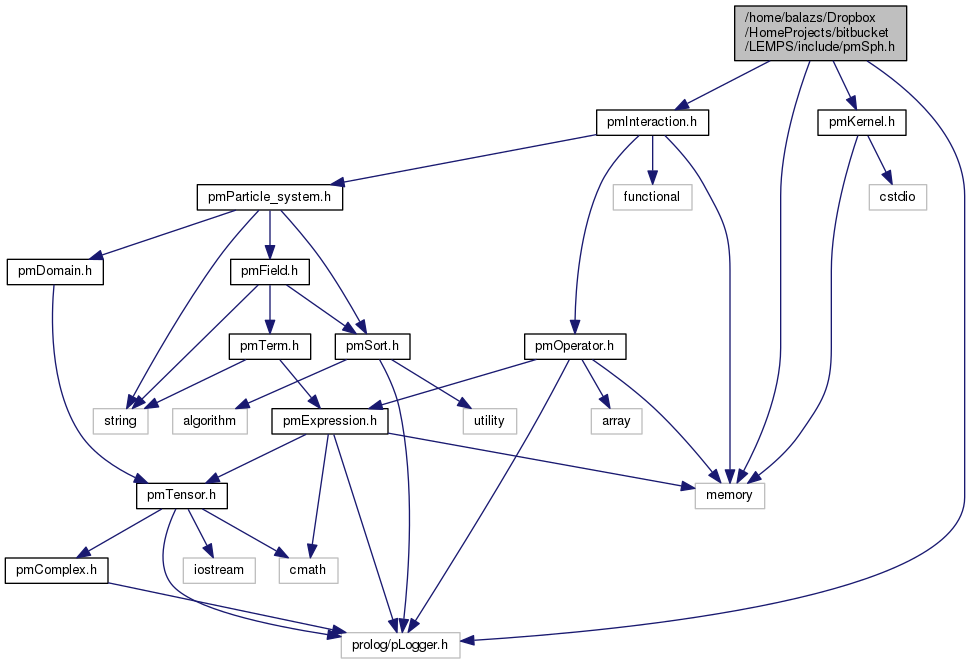 /home/balazs/Dropbox
/HomeProjects/bitbucket
/LEMPS/include/pmSph.h
pmInteraction.h
pmKernel.h
pmParticle_system.h
functional
cstdio
pmDomain.h
pmField.h
pmTerm.h
pmSort.h
pmOperator.h
string
algorithm
pmExpression.h
utility
array
pmTensor.h
memory
pmComplex.h
iostream
cmath
prolog/pLogger.h